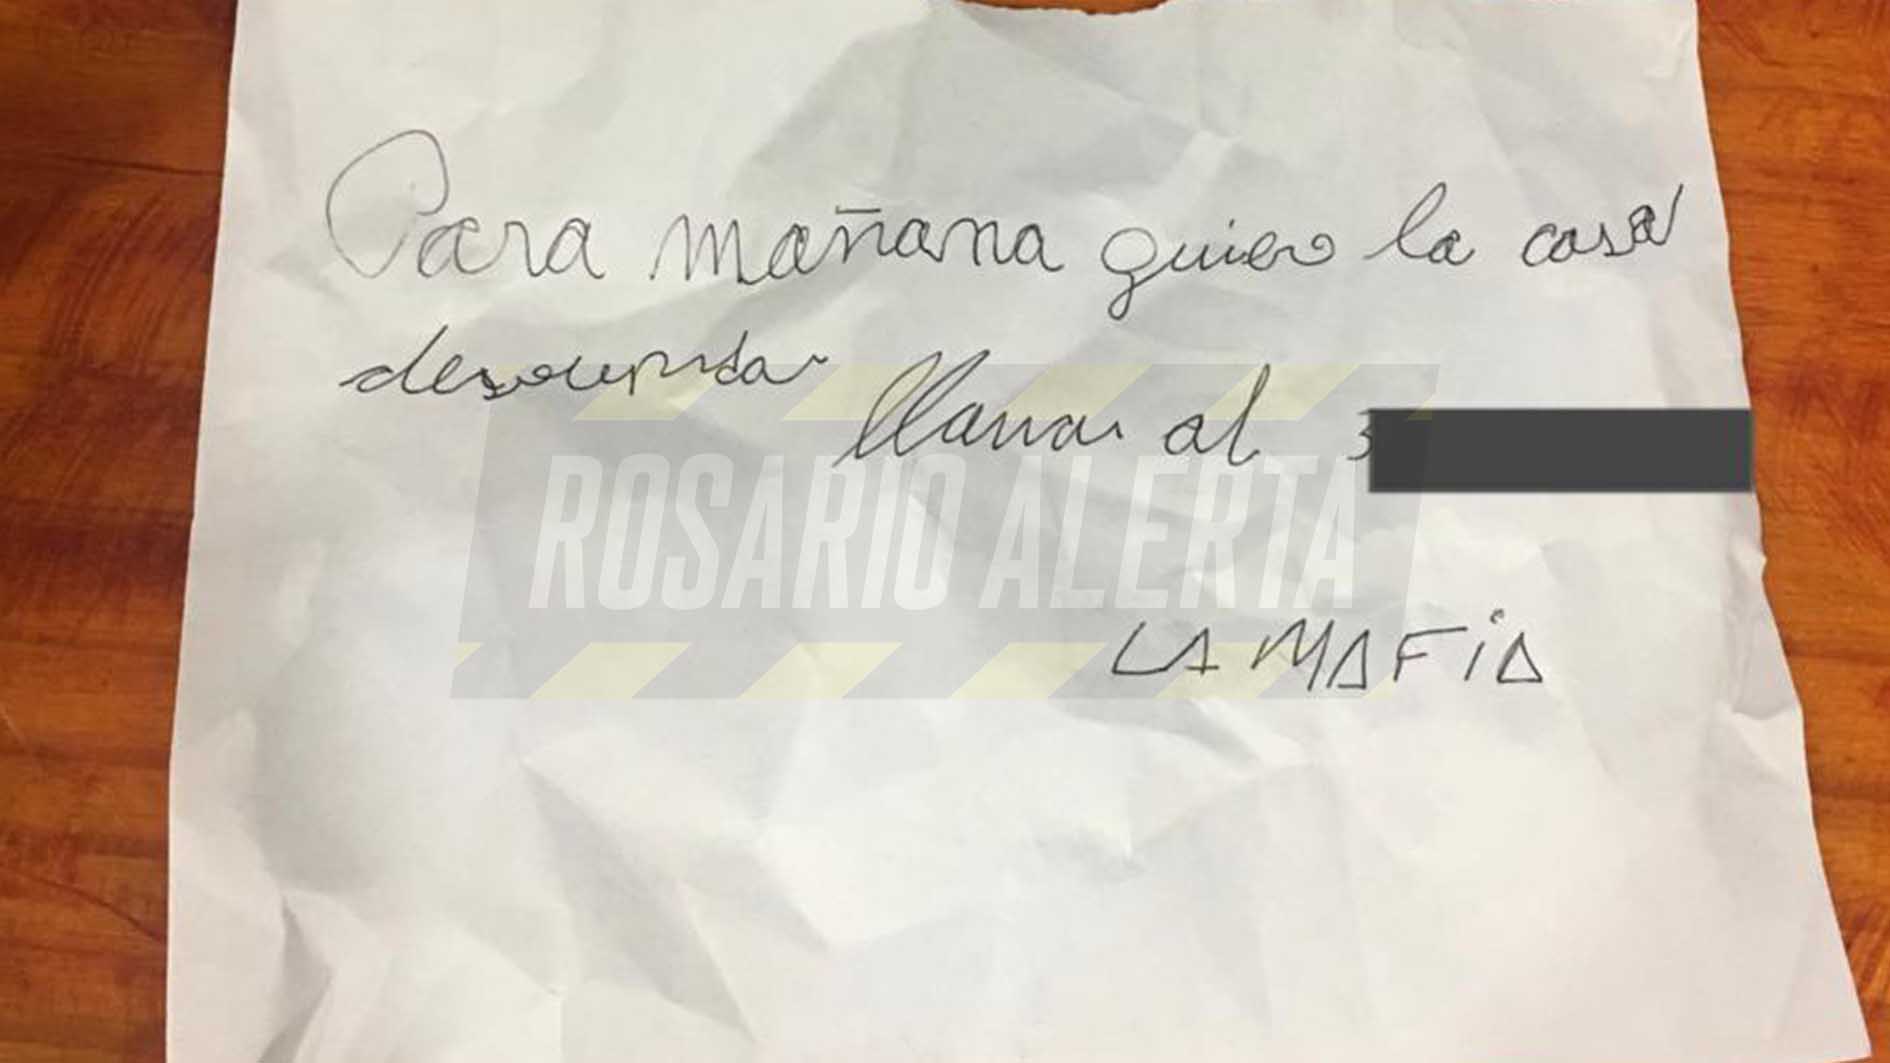 Para mañana quiero la casa
desocupada
llamar al 3
ROSARIO ALERTA
LA MAFiA